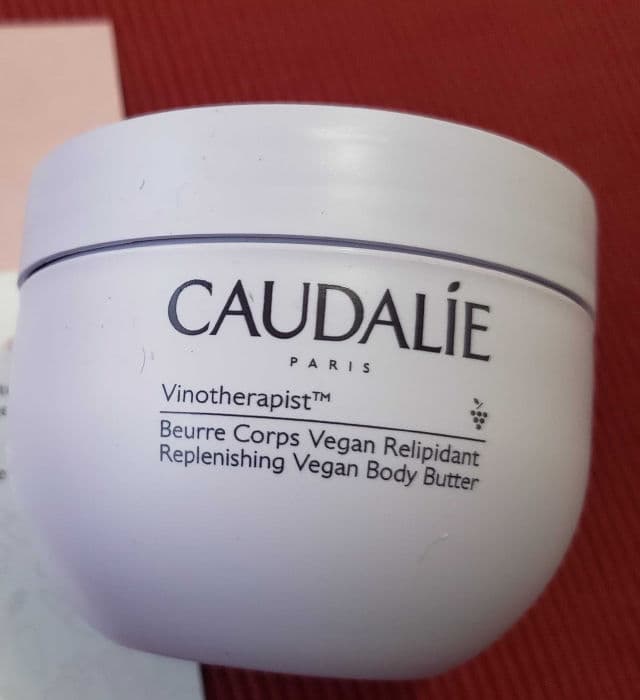 CAUDALÍE
PARIS
Vinotherapist™
Beurre Corps Vegan Relipidant
Replenishing Vegan Body Butter